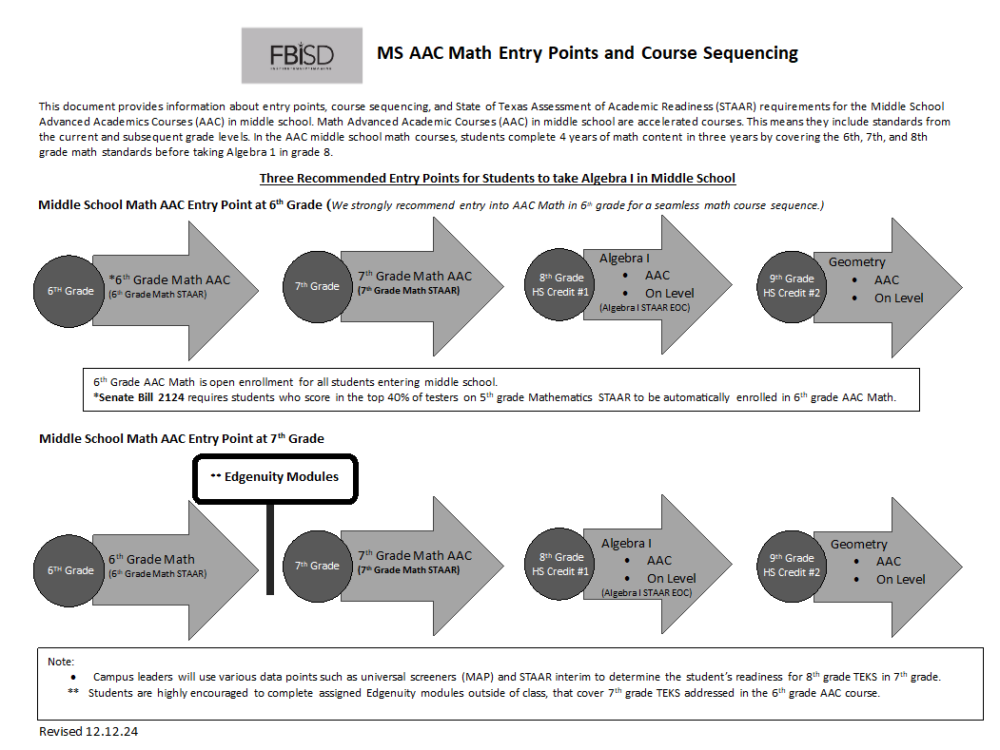 FBISD
INSPIRE•EQUIP•IMAGINE
MS AAC Math Entry Points and Course Sequencing
This document provides information about entry points, course sequencing, and State of Texas Assessment of Academic Readiness (STAAR) requirements for the Middle School
Advanced Academics Courses (AAC) in middle school. Math Advanced Academic Courses (AAC) in middle school are accelerated courses. This means they include standards from
the current and subsequent grade levels. In the AAC middle school math courses, students complete 4 years of math content in three years by covering the 6th, 7th, and 8th
grade math standards before taking Algebra 1 in grade 8.
Three Recommended Entry Points for Students to take Algebra I in Middle School
Middle School Math AAC Entry Point at 6th Grade (We strongly recommend entry into AAC Math in 6th grade for a seamless math course sequence.)
6TH Grade
*6th Grade Math AAC
(6th Grade Math STAAR)
7th Grade
7th Grade Math AAC
(7th Grade Math STAAR)
8th Grade
HS Credit #1
Algebra I
• AAC
• On Level
(Algebra I STAAR EOC)
9th Grade
HS Credit #2
Geometry
• AAC
• On Level
6th Grade AAC Math is open enrollment for all students entering middle school.
*Senate Bill 2124 requires students who score in the top 40% of testers on 5th grade Mathematics STAAR to be automatically enrolled in 6th grade AAC Math.
Middle School Math AAC Entry Point at 7th Grade
** Edgenuity Modules
6TH Grade
6th Grade Math
(6th Grade Math STAAR)
7th Grade
7th Grade Math AAC
(7th Grade Math STAAR)
8th Grade
HS Credit #1
Algebra I
• AAC
• On Level
(Algebra I STAAR EOC)
9th Grade
HS Credit #2
Geometry
• AAC
• On Level
Note:
• Campus leaders will use various data points such as universal screeners (MAP) and STAAR interim to determine the student's readiness for 8th grade TEKS in 7th grade.
** Students are highly encouraged to complete assigned Edgenuity modules outside of class, that cover 7th grade TEKS addressed in the 6th grade AAC course.
Revised 12.12.24